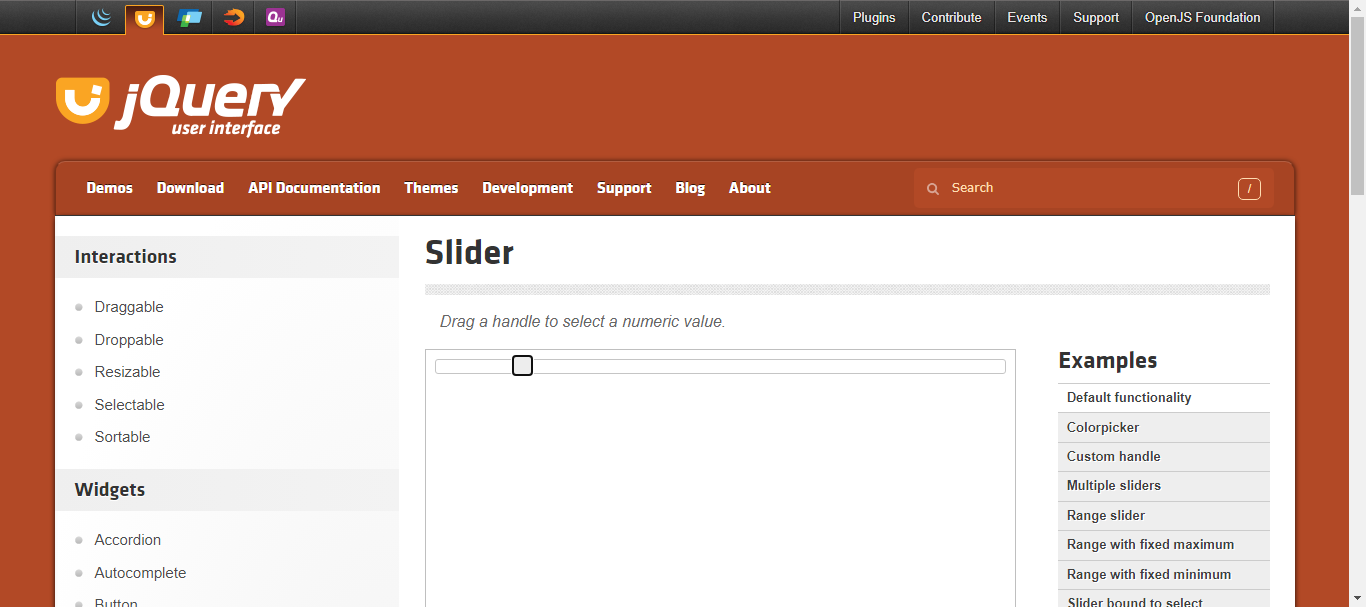 Qu
Plugins
Contribute
Events
Support
OpenJS Foundation
jQuery
user interface
Demos
Download
API Documentation
Themes
Development
Support
Blog
About
Search
/
Interactions
Draggable
Droppable
Resizable
Selectable
Sortable
Widgets
Accordion
Autocomplete
Button
Slider
Drag a handle to select a numeric value.
Examples
Default functionality
Colorpicker
Custom handle
Multiple sliders
Range slider
Range with fixed maximum
Range with fixed minimum
Slider bound to select